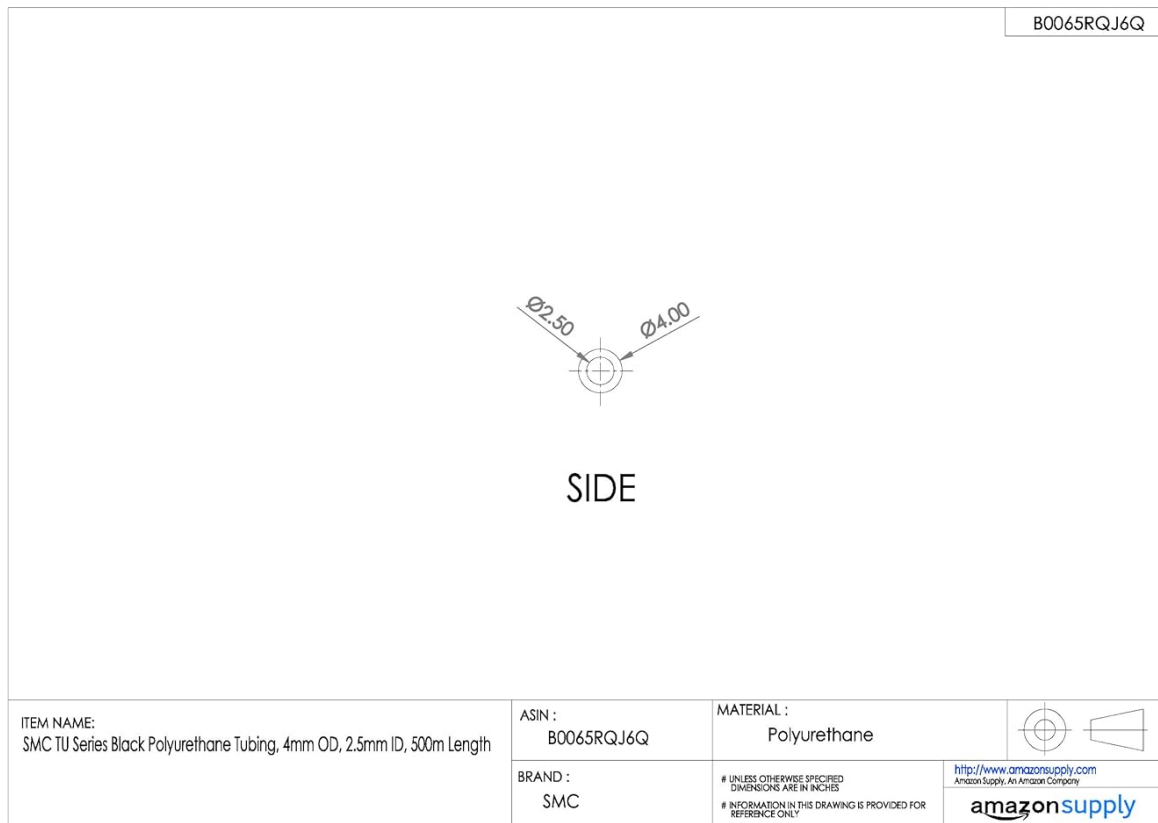 B0065RQJ6Q
Ø2.50
Ø4.00
SIDE
ITEM NAME:
SMC TU Series Black Polyurethane Tubing, 4mm OD, 2.5mm ID, 500m Length
ASIN :
B0065RQJ6Q
BRAND :
SMC
MATERIAL :
Polyurethane
# UNLESS OTHERWISE SPECIFIED
DIMENSIONS ARE IN INCHES
# INFORMATION IN THIS DRAWING IS PROVIDED FOR
REFERENCE ONLY
http://www.amazonsupply.com
Amazon Supply, An Amazon Company
amazonsupply